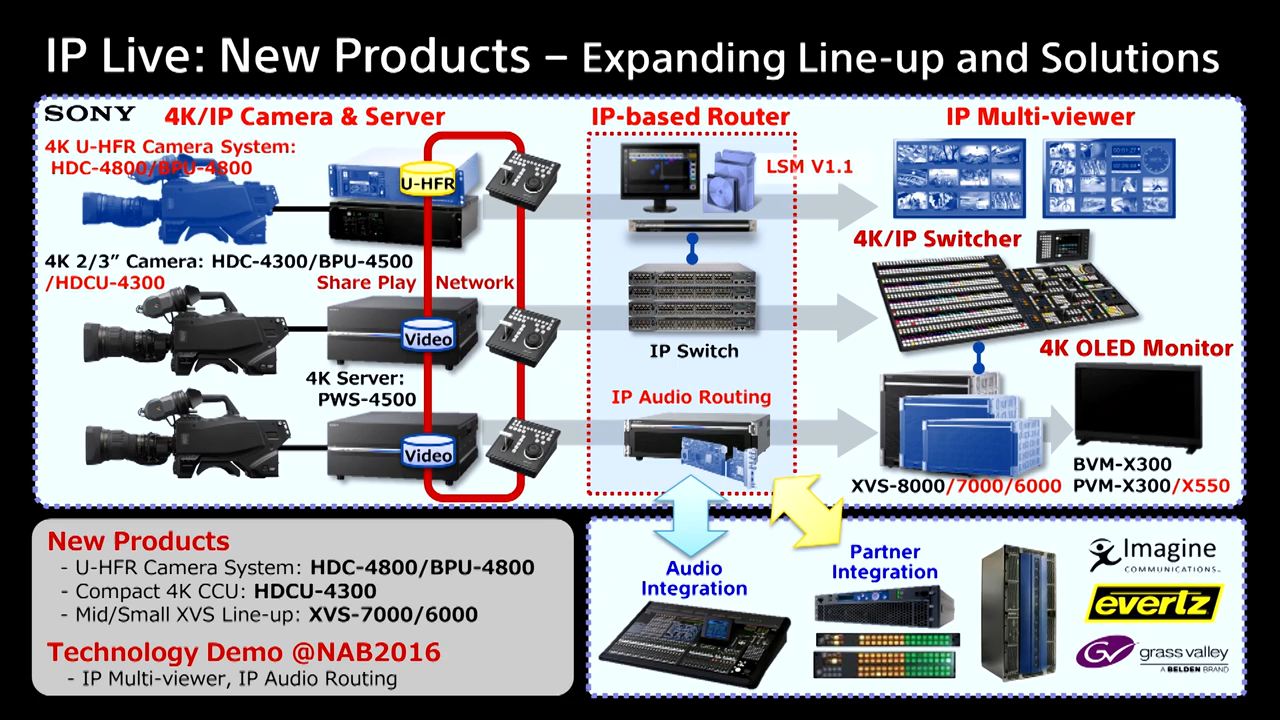 IP Live: New Products – Expanding Line-up and Solutions
SONY
4K/IP Camera & Server
IP-based Router
IP Multi-viewer
4K U-HFR Camera System:
HDC-4800/BPU-4800
U-HFR
LSM V1.1
4K/IP Switcher
4K 2/3” Camera: HDC-4300/BPU-4500
/HDCU-4300
Share Play Network
Video
IP Switch
4K OLED Monitor
4K Server:
PWS-4500
IP Audio Routing
Video
BVM-X300
XVS-8000/7000/6000
PVM-X300/X550
New Products
- U-HFR Camera System: HDC-4800/BPU-4800
- Compact 4K CCU: HDCU-4300
- Mid/Small XVS Line-up: XVS-7000/6000
Technology Demo @NAB2016
- IP Multi-viewer, IP Audio Routing
Audio
Integration
Partner
Integration
Imagine
COMMUNICATIONS
evertz
GV grass valley
A BELDEN BRAND